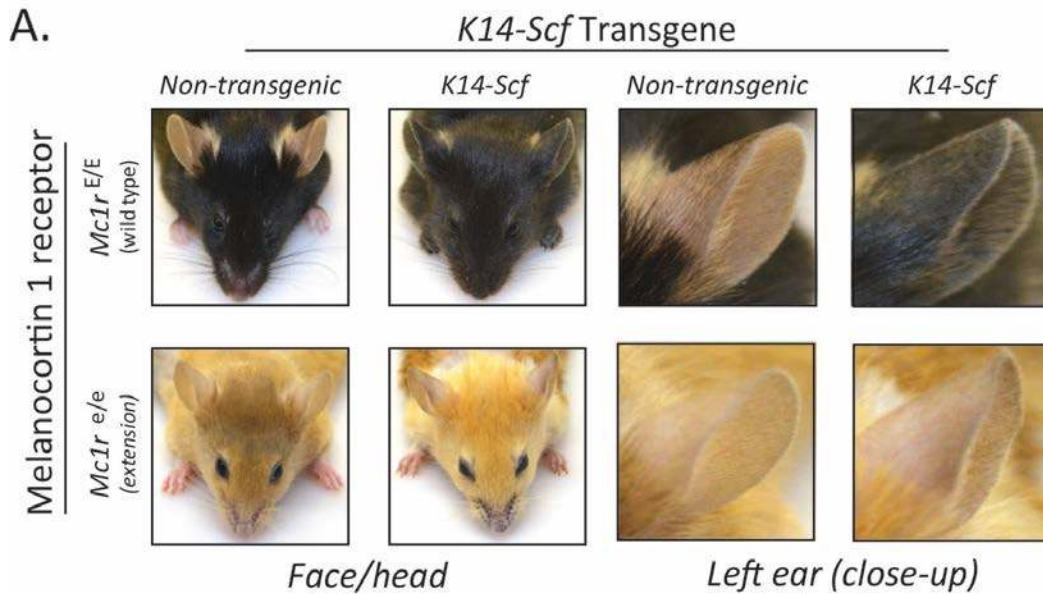 A.
K14-Scf Transgene
Non-transgenic K14-Scf Non-transgenic K14-Scf
Melanocortin 1 receptor
Mc1r E/E
(wild type)
Mc1r e/e
(extension)
Face/head Left ear (close-up)